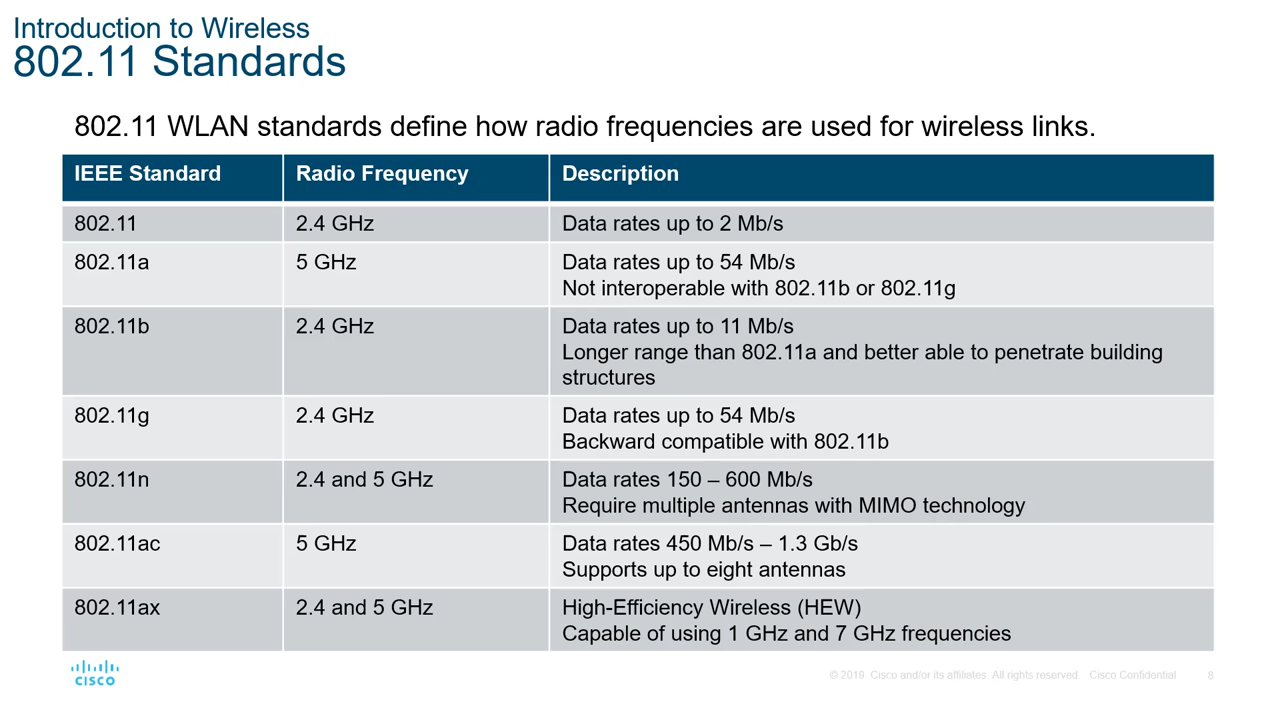 Introduction to Wireless
802.11 Standards
802.11 WLAN standards define how radio frequencies are used for wireless links.
IEEE Standard Radio Frequency Description
802.11 2.4 GHz Data rates up to 2 Mb/s
802.11a 5 GHz Data rates up to 54 Mb/s
Not interoperable with 802.11b or 802.11g
802.11b 2.4 GHz Data rates up to 11 Mb/s
Longer range than 802.11a and better able to penetrate building
structures
802.11g 2.4 GHz Data rates up to 54 Mb/s
Backward compatible with 802.11b
802.11n 2.4 and 5 GHz Data rates 150 – 600 Mb/s
Require multiple antennas with MIMO technology
802.11ac 5 GHz Data rates 450 Mb/s – 1.3 Gb/s
Supports up to eight antennas
802.11ax 2.4 and 5 GHz High-Efficiency Wireless (HEW)
Capable of using 1 GHz and 7 GHz frequencies
CISCO
© 2019 Cisco and/or its affiliates. All rights reserved. Cisco Confidential 8